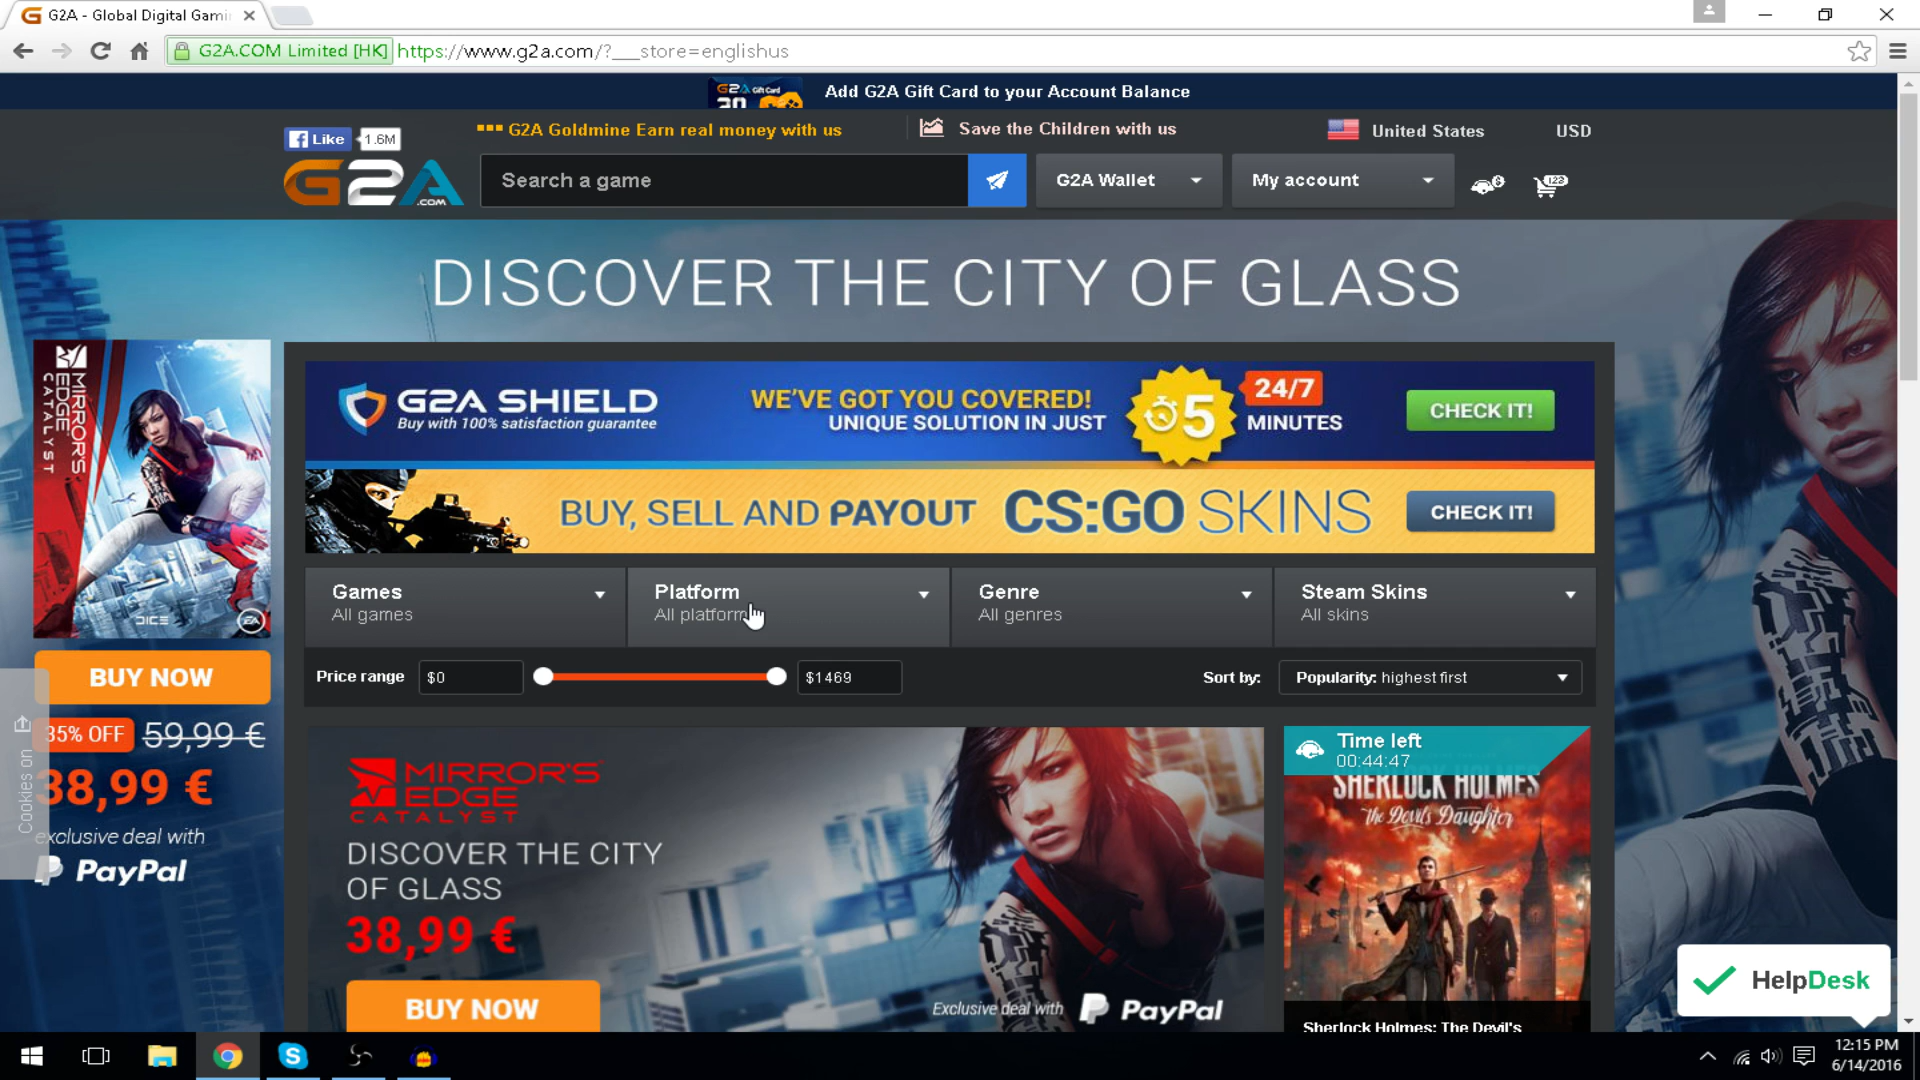 G2A - Global Digital Gami
G2A.COM Limited [HK] https://www.g2a.com/?___store=englishus
G2A Gift Card
Add G2A Gift Card to your Account Balance
Like 1.6M
G2A Goldmine Earn real money with us
Save the Children with us
United States
USD
G2A .COM
Search a game
G2A Wallet
My account
DISCOVER THE CITY OF GLASS
MIRROR'S
EDGE
CATALYST
DICE
EA
G2A SHIELD
Buy with 100% satisfaction guarantee
WE'VE GOT YOU COVERED!
UNIQUE SOLUTION IN JUST
5
24/7
MINUTES
CHECK IT!
BUY, SELL AND PAYOUT CS:GO SKINS
CHECK IT!
Games
All games
Platform
All platform
Genre
All genres
Steam Skins
All skins
Price range
$0
$1469
Sort by:
Popularity: highest first
BUY NOW
35% OFF 59,99 €
38,99 €
exclusive deal with
PayPal
Cookies on
MIRROR'S
EDGE
CATALYST
DISCOVER THE CITY
OF GLASS
38,99 €
BUY NOW
Exclusive deal with PayPal
Time left
00:44:47
SHERLOCK HOLMES
The Devil's Daughter
Sherlock Holmes: The Devil's
HelpDesk
12:15 PM
6/14/2016